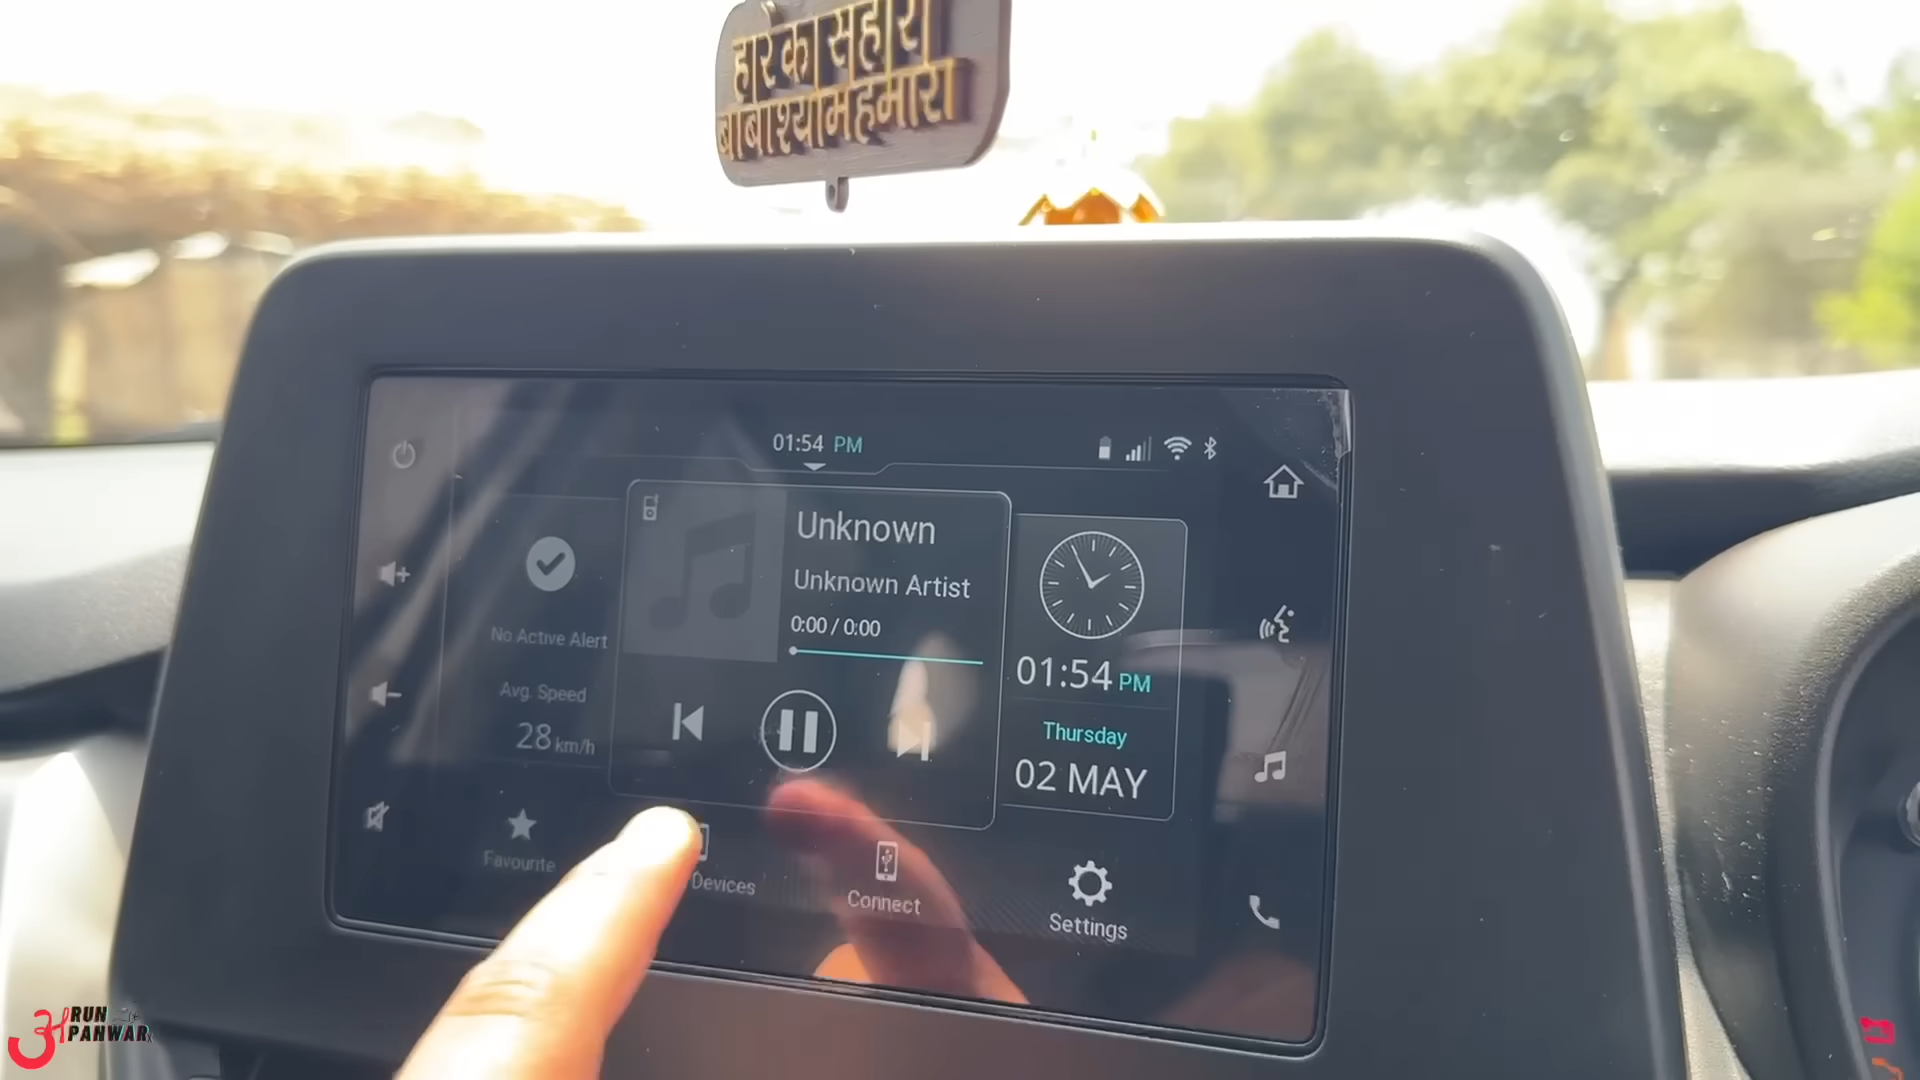 हारे का सहारा
बाबा श्याम हमारा
01:54 PM
Unknown
Unknown Artist
0:00 / 0:00
No Active Alert
Avg. Speed
28 km/h
01:54 PM
Thursday
02 MAY
Favourite
Devices
Connect
Settings
अRUN
PANWAR